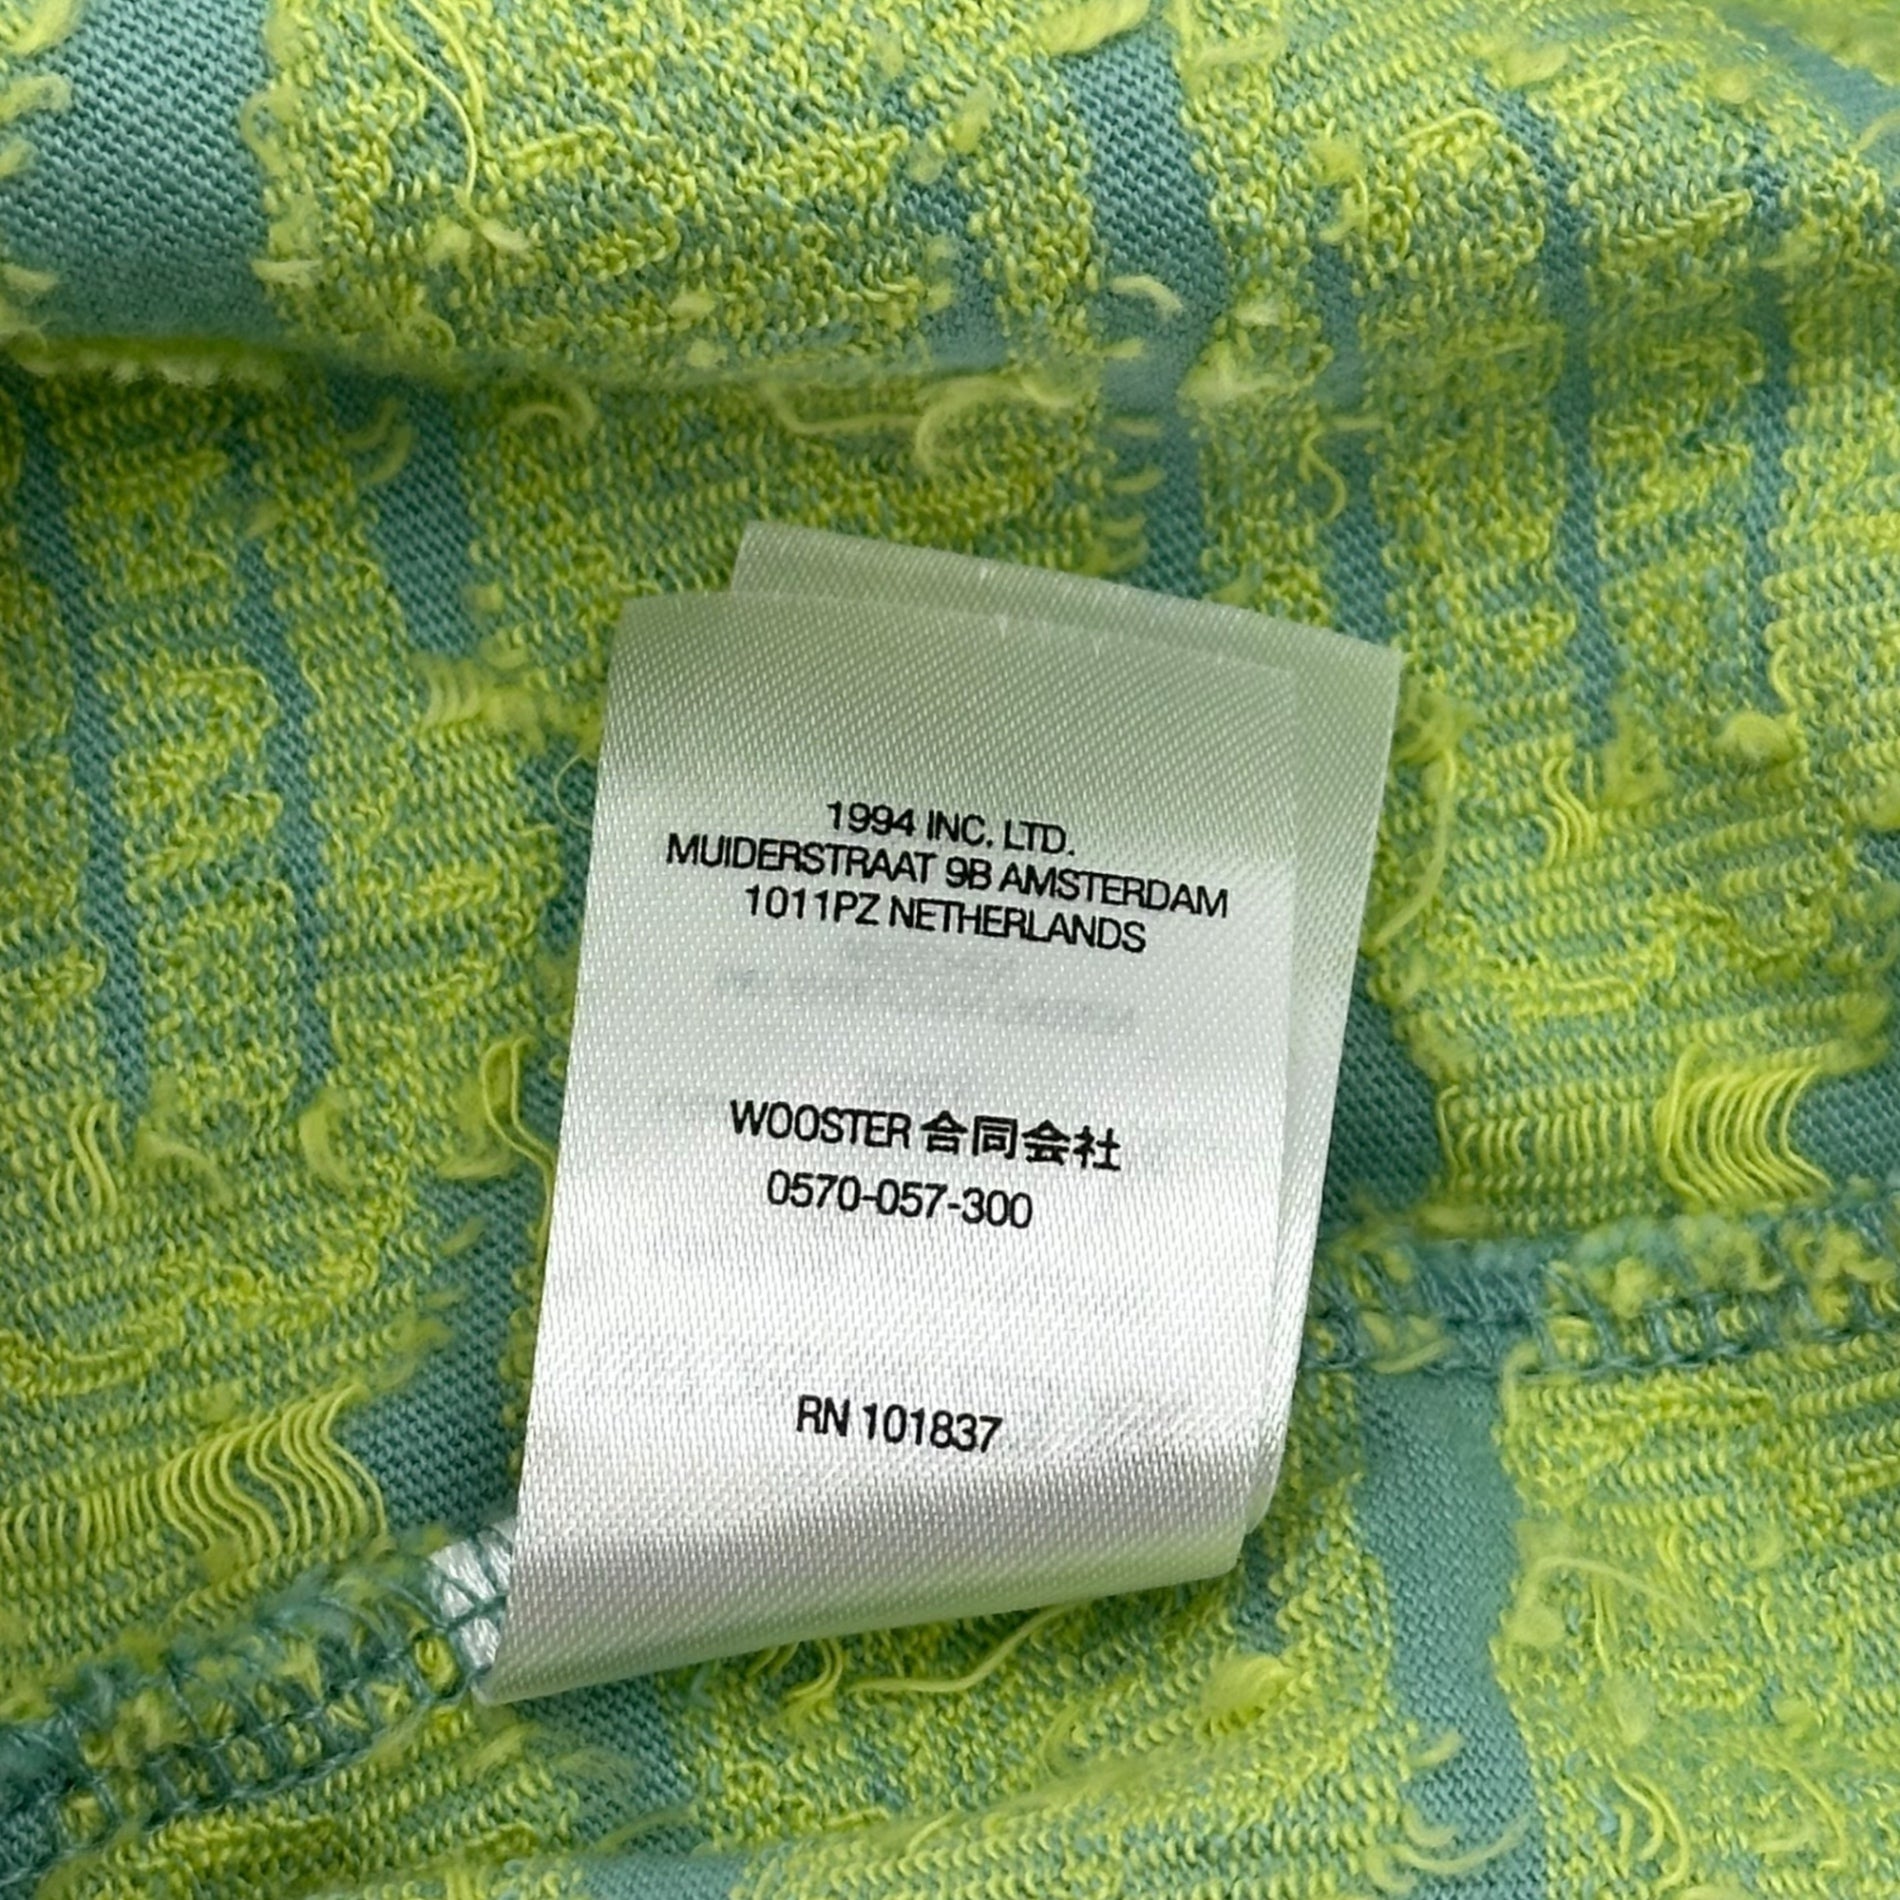 1994 INC. LTD.
MUIDERSTRAAT 9B AMSTERDAM
1011PZ NETHERLANDS
WOOSTER 合同会社
0570-057-300
RN 101837